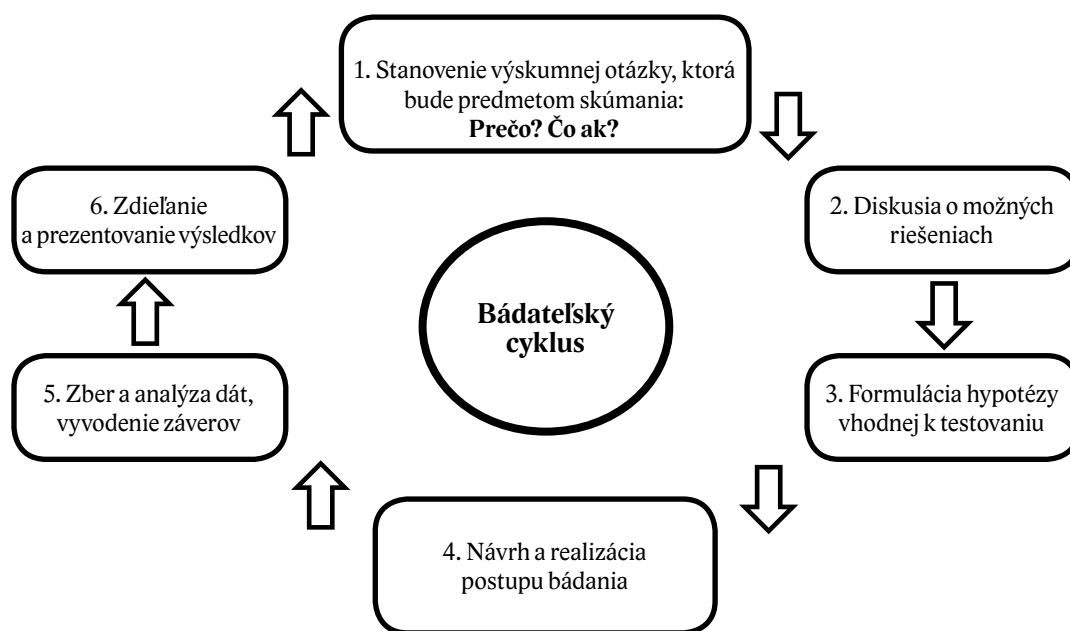 1. Stanovenie výskumnej otázky, ktorá
bude predmetom skúmania:
Prečo? Čo ak?
2. Diskusia o možných
riešeniach
3. Formulácia hypotézy
vhodnej k testovaniu
4. Návrh a realizácia
postupu bádania
5. Zber a analýza dát,
vyvodenie záverov
6. Zdieľanie
a prezentovanie výsledkov
Bádateľský
cyklus